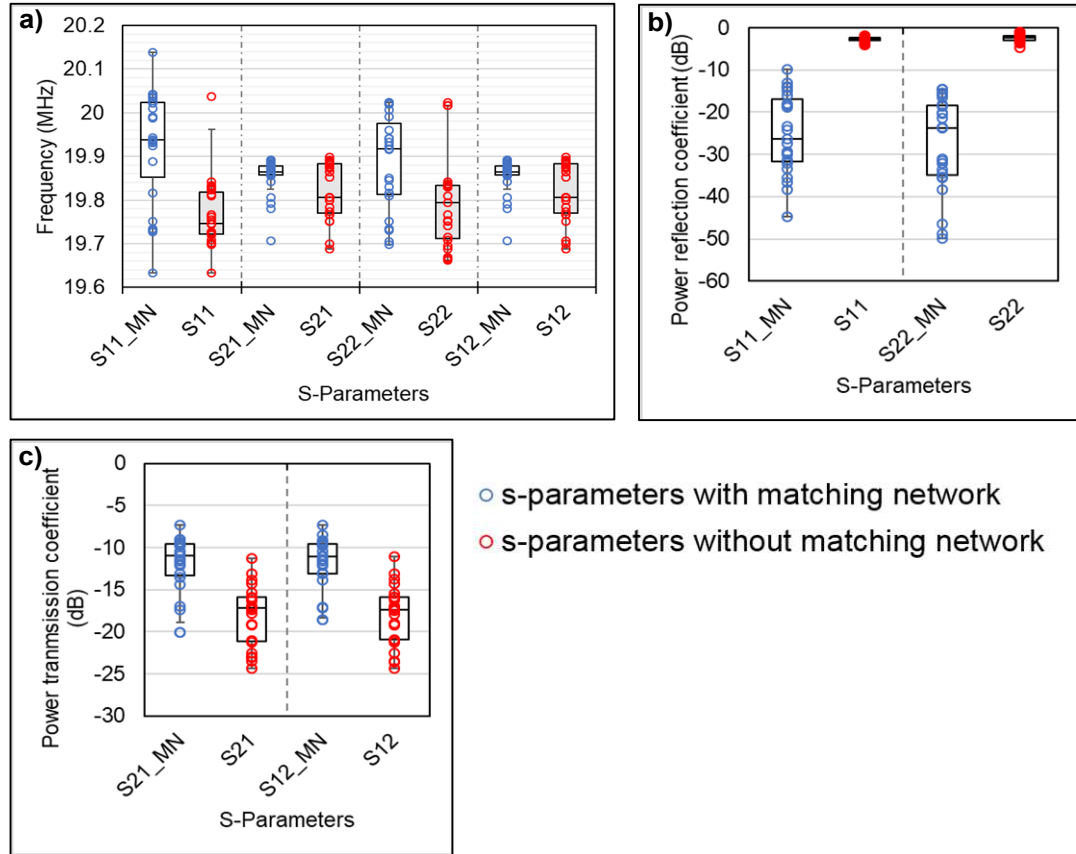 a)
20.2
20.1
20
19.9
19.8
19.7
19.6
Frequency (MHz)
S11_MN
S11
S21_MN
S21
S22_MN
S22
S12_MN
S12
S-Parameters
b)
0
-10
-20
-30
-40
-50
-60
Power reflection coefficient (dB)
S11_MN
S11
S22_MN
S22
S-Parameters
c)
0
-5
-10
-15
-20
-25
-30
Power tranmsission coefficient
(dB)
S21_MN
S21
S12_MN
S12
S-Parameters
s-parameters with matching network
s-parameters without matching network